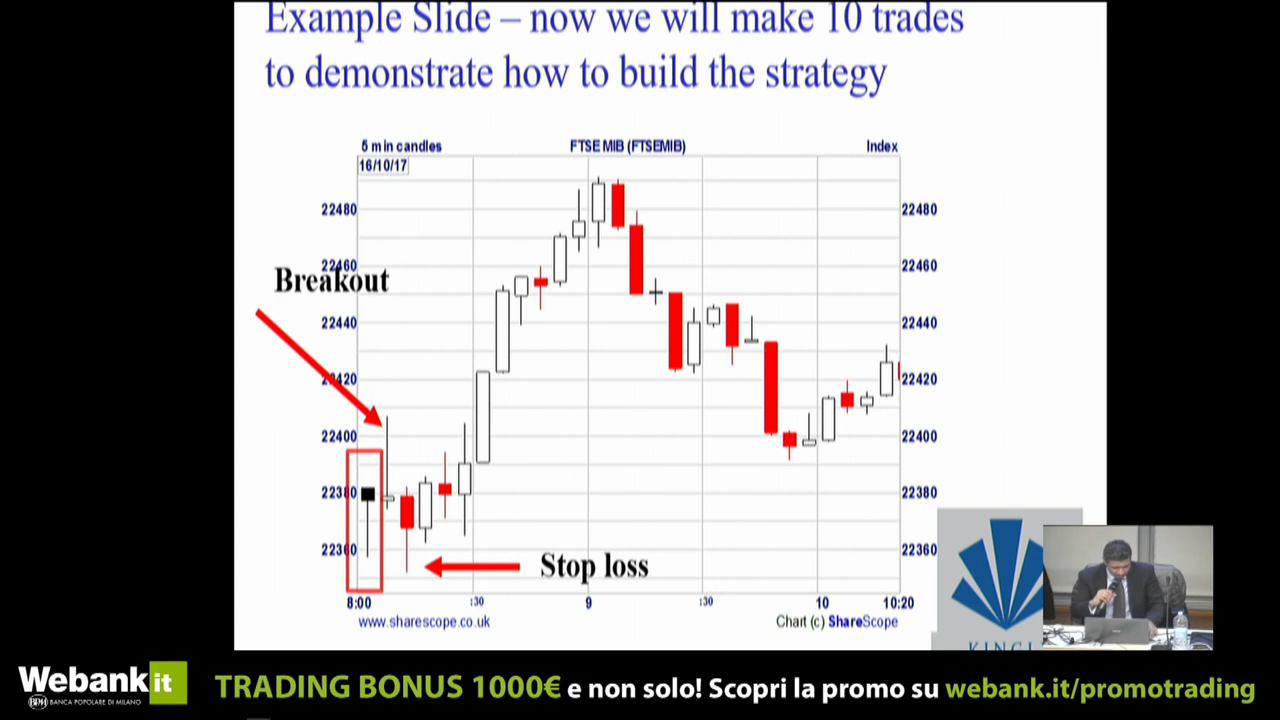 Example Slide – now we will make 10 trades
to demonstrate how to build the strategy
5 min candles FTSE MIB (FTSEMIB) Index
16/10/17
22480 22480
22460 22460
Breakout
22440 22440
22420 22420
22400 22400
22380 22380
22360 22360
Stop loss
8:00 :30 9 :30 10 10:20
www.sharescope.co.uk Chart (c) ShareScope
Webank it
BPM BANCA POPOLARE DI MILANO
TRADING BONUS 1000€ e non solo! Scopri la promo su webank.it/promotrading